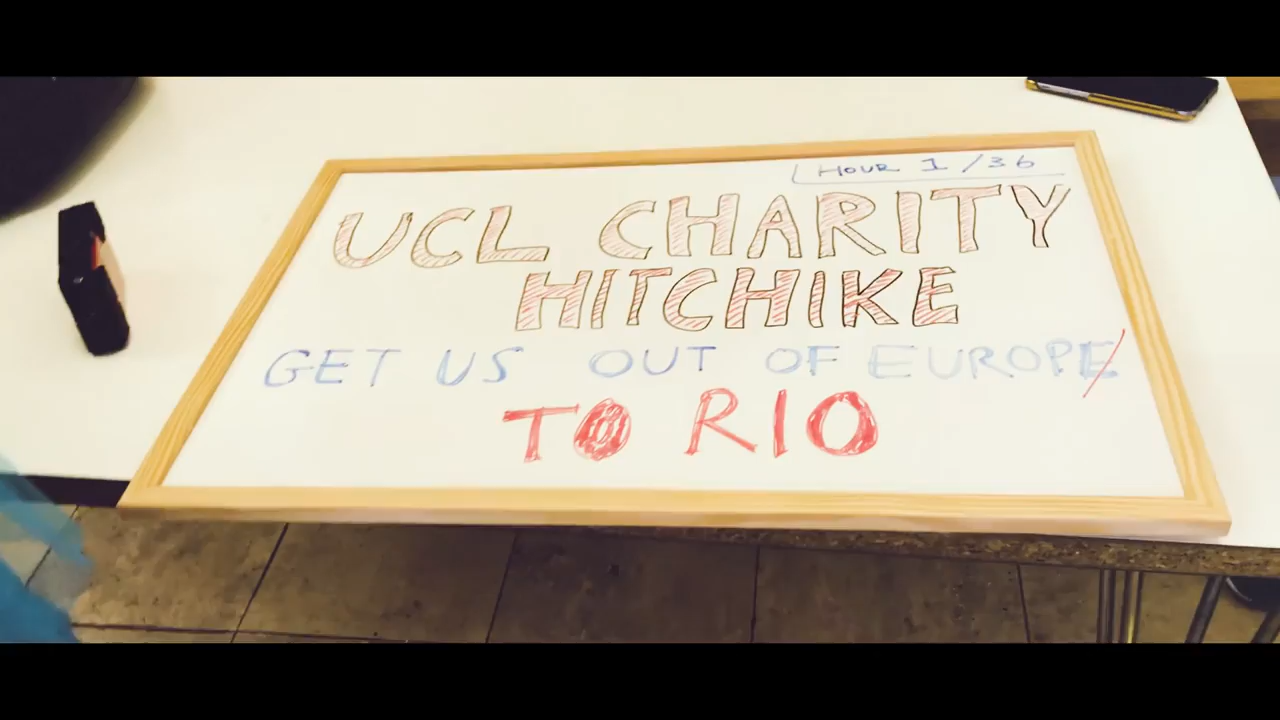 HOUR 1/36
UCL CHARITY
HITCHIKE
GET US OUT OF EUROPE
TO RIO